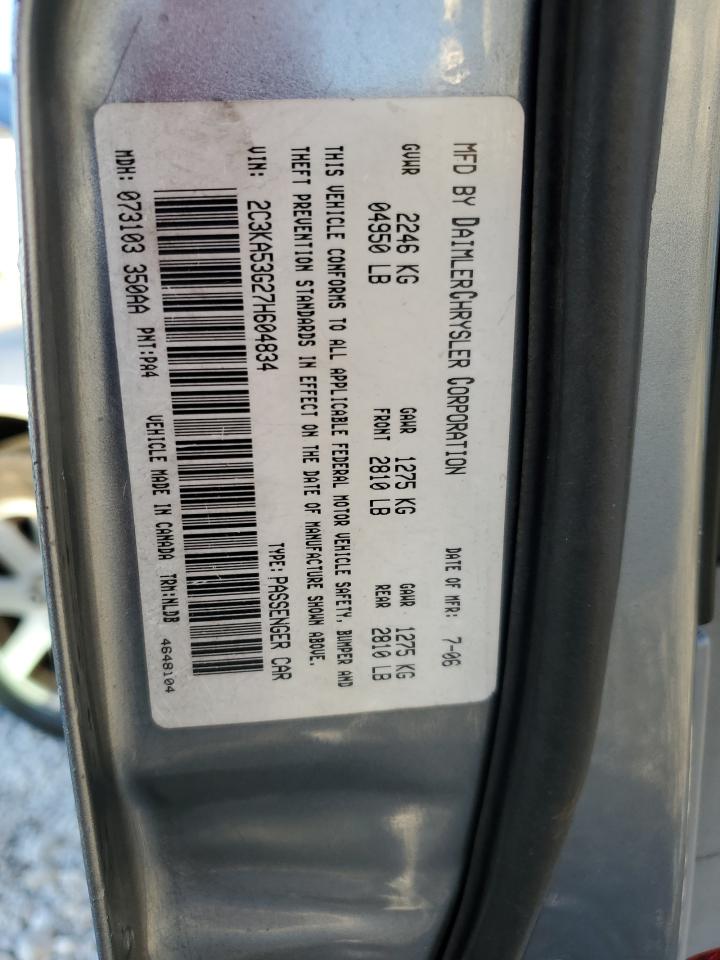 MFD BY DAIMLERCHRYSLER CORPORATION DATE OF MFR: 7-06
GVWR 2246 KG GAWR 1275 KG GAWR 1275 KG
04950 LB FRONT 2810 LB REAR 2810 LB
THIS VEHICLE CONFORMS TO ALL APPLICABLE FEDERAL MOTOR VEHICLE SAFETY, BUMPER AND
THEFT PREVENTION STANDARDS IN EFFECT ON THE DATE OF MANUFACTURE SHOWN ABOVE.
VIN: 2C3KA53G27H604834 TYPE: PASSENGER CAR
MDH: 073103 350AA PNT:PA4 VEHICLE MADE IN CANADA TRM:NLDB 4648104